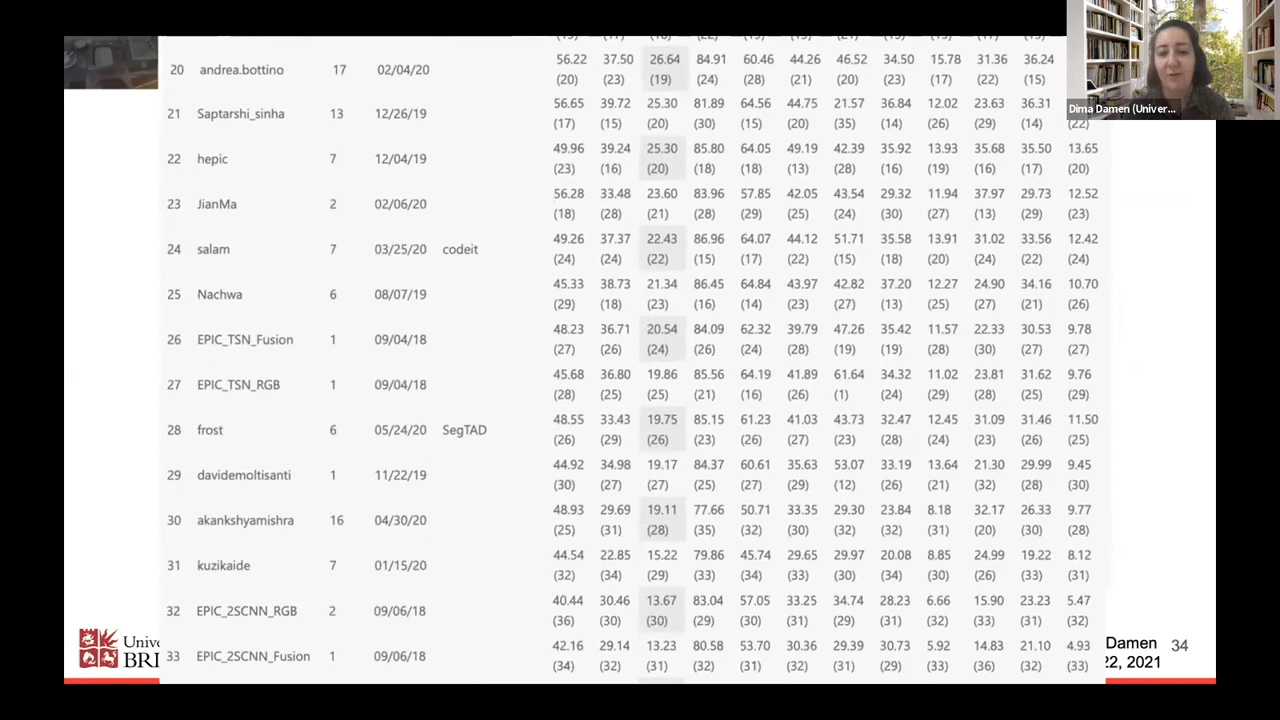 20 andrea.bottino 17 02/04/20 56.22 37.50 26.64 84.91 60.46 44.26 46.52 34.50 15.78 31.36 36.24
(20) (23) (19) (24) (28) (21) (20) (23) (17) (22) (15)
21 Saptarshi_sinha 13 12/26/19 56.65 39.72 25.30 81.89 64.56 44.75 21.57 36.84 12.02 23.63 36.31
(17) (15) (20) (30) (15) (20) (35) (14) (26) (29) (14) (22)
22 hepic 7 12/04/19 49.96 39.24 25.30 85.80 64.05 49.19 42.39 35.92 13.93 35.68 35.50 13.65
(23) (16) (20) (18) (18) (13) (28) (16) (19) (16) (17) (20)
23 JianMa 2 02/06/20 56.28 33.48 23.60 83.96 57.85 42.05 43.54 29.32 11.94 37.97 29.73 12.52
(18) (28) (21) (28) (29) (25) (24) (30) (27) (13) (29) (23)
24 salam 7 03/25/20 codeit 49.26 37.37 22.43 86.96 64.07 44.12 51.71 35.58 13.91 31.02 33.56 12.42
(24) (24) (22) (15) (17) (22) (15) (18) (20) (24) (22) (24)
25 Nachwa 6 08/07/19 45.33 38.73 21.34 86.45 64.84 43.97 42.82 37.20 12.27 24.90 34.16 10.70
(29) (18) (23) (16) (14) (23) (27) (13) (25) (27) (21) (26)
26 EPIC_TSN_Fusion 1 09/04/18 48.23 36.71 20.54 84.09 62.32 39.79 47.26 35.42 11.57 22.33 30.53 9.78
(27) (26) (24) (26) (24) (28) (19) (19) (28) (30) (27) (27)
27 EPIC_TSN_RGB 1 09/04/18 45.68 36.80 19.86 85.56 64.19 41.89 61.64 34.32 11.02 23.81 31.62 9.76
(28) (25) (25) (21) (16) (26) (1) (24) (29) (28) (25) (29)
28 frost 6 05/24/20 SegTAD 48.55 33.43 19.75 85.15 61.23 41.03 43.73 32.47 12.45 31.09 31.46 11.50
(26) (29) (26) (23) (26) (27) (23) (28) (24) (23) (26) (25)
29 davidemoltisanti 1 11/22/19 44.92 34.98 19.17 84.37 60.61 35.63 53.07 33.19 13.64 21.30 29.99 9.45
(30) (27) (27) (25) (27) (29) (12) (26) (21) (32) (28) (30)
30 akankshyamishra 16 04/30/20 48.93 29.69 19.11 77.66 50.71 33.35 29.30 23.84 8.18 32.17 26.33 9.77
(25) (31) (28) (35) (32) (30) (32) (32) (31) (20) (30) (28)
31 kuzikaide 7 01/15/20 44.54 22.85 15.22 79.86 45.74 29.65 29.97 20.08 8.85 24.99 19.22 8.12
(32) (34) (29) (33) (34) (33) (30) (34) (30) (26) (33) (31)
32 EPIC_2SCNN_RGB 2 09/06/18 40.44 30.46 13.67 83.04 57.05 33.25 34.74 28.23 6.66 15.90 23.23 5.47
(36) (30) (30) (29) (30) (31) (29) (31) (32) (33) (31) (32)
33 EPIC_2SCNN_Fusion 1 09/06/18 42.16 29.14 13.23 80.58 53.70 30.36 29.39 30.73 5.92 14.83 21.10 4.93
(34) (32) (31) (32) (31) (32) (31) (29) (33) (36) (32) (33)
Dima Damen (Univer...
Unive
BRI
Damen
22, 2021
34